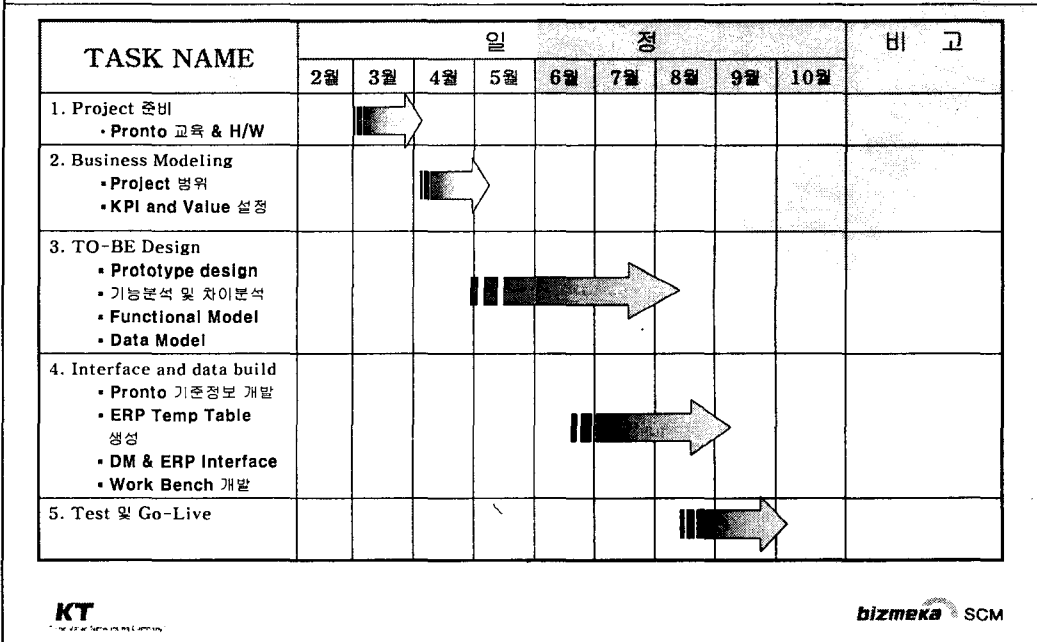 TASK NAME
일 정
비 고
2월 3월 4월 5월 6월 7월 8월 9월 10월
1. Project 준비
• Pronto 교육 & H/W
2. Business Modeling
▪ Project 범위
▪ KPI and Value 설정
3. TO-BE Design
▪ Prototype design
▪ 기능분석 및 차이분석
▪ Functional Model
▪ Data Model
4. Interface and data build
▪ Pronto 기준정보 개발
▪ ERP Temp Table
생성
▪ DM & ERP Interface
▪ Work Bench 개발
5. Test 및 Go-Live
KT
bizmeka SCM